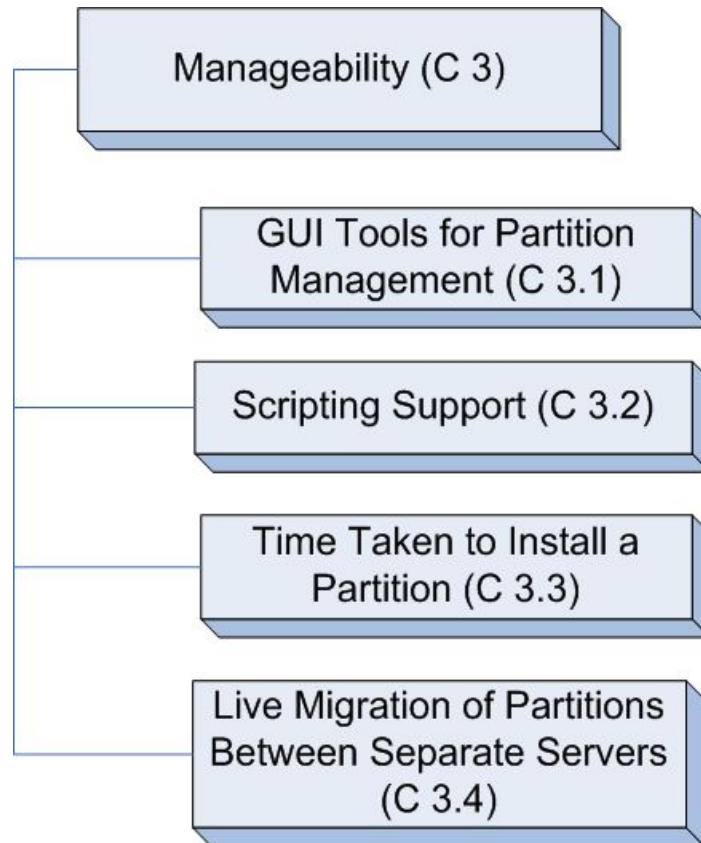 Manageability (C 3)
GUI Tools for Partition
Management (C 3.1)
Scripting Support (C 3.2)
Time Taken to Install a
Partition (C 3.3)
Live Migration of Partitions
Between Separate Servers
(C 3.4)